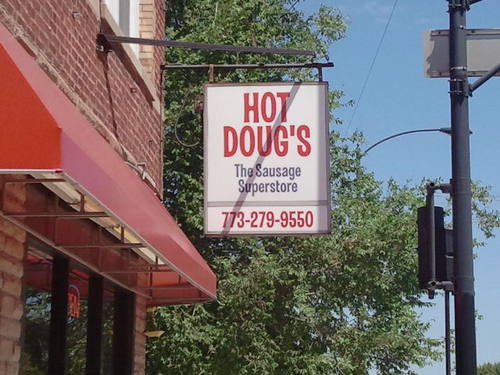 HOT
DOUG'S
The Sausage
Superstore
773-279-9550